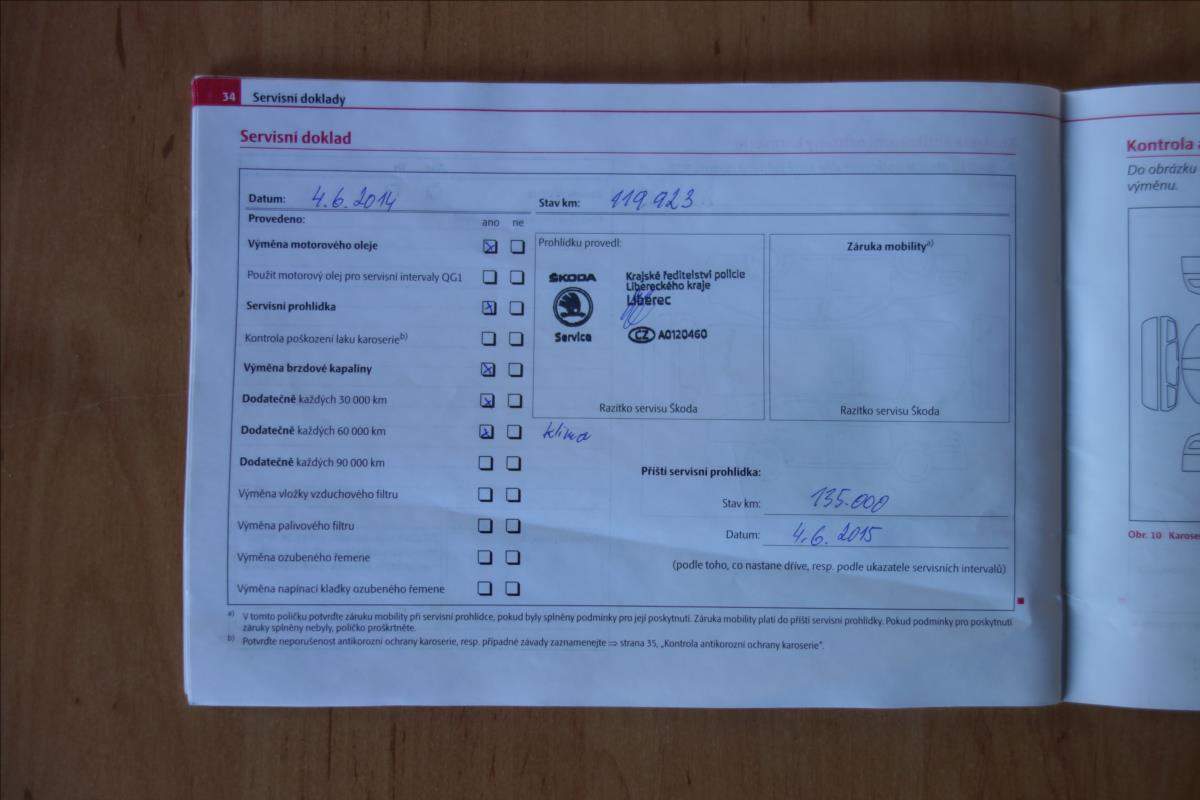 34 Servisní doklady
Servisní doklad
Datum: 4.6.2014 Stav km: 119 923
Provedeno: ano ne
Výměna motorového oleje
Použit motorový olej pro servisní intervaly QG1
Servisní prohlídka
Kontrola poškození laku karoserie b)
Výměna brzdové kapaliny
Dodatečně každých 30 000 km
Dodatečně každých 60 000 km klima
Dodatečně každých 90 000 km
Výměna vložky vzduchového filtru
Výměna palivového filtru
Výměna ozubeného řemene
Výměna napínací kladky ozubeného řemene
Prohlídku provedl:
ŠKODA
Service
Krajské ředitelství policie
Libereckého kraje
Liberec
CZ A0120460
Razítko servisu Škoda
Záruka mobility a)
Razítko servisu Škoda
Příští servisní prohlídka:
Stav km: 135.000
Datum: 4.6.2015
(podle toho, co nastane dříve, resp. podle ukazatele servisních intervalů)
a) V tomto políčku potvrďte záruku mobility při servisní prohlídce, pokud byly splněny podmínky pro její poskytnutí. Záruka mobility platí do příští servisní prohlídky. Pokud podmínky pro poskytnutí
záruky splněny nebyly, políčko proškrtněte.
b) Potvrďte neporušenost antikorozní ochrany karoserie, resp. případné závady zaznamenejte ⇒ strana 35, „Kontrola antikorozní ochrany karoserie“.
Kontrola
Do obrázku
výměnu.
Obr. 10